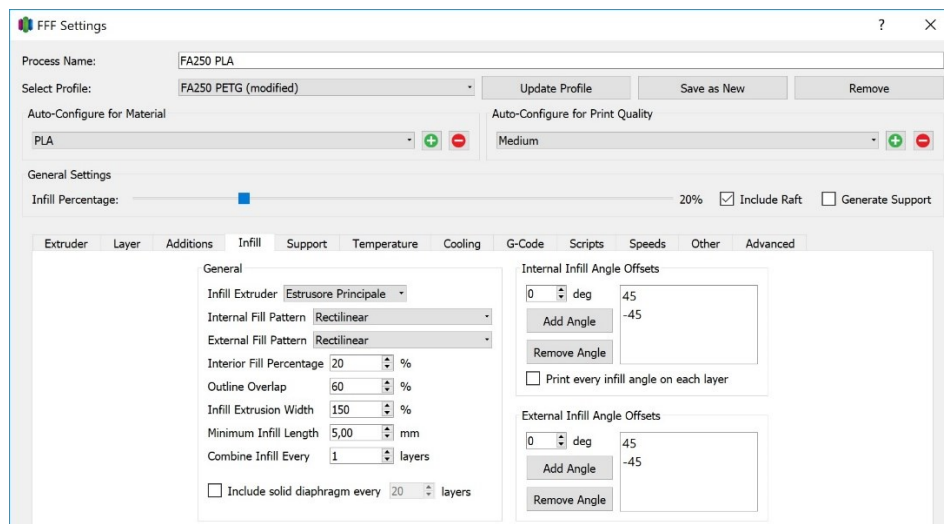 FFF Settings ? X
Process Name: FA250 PLA
Select Profile: FA250 PETG (modified) Update Profile Save as New Remove
Auto-Configure for Material Auto-Configure for Print Quality
PLA Medium
General Settings
Infill Percentage: 20% Include Raft Generate Support
Extruder Layer Additions Infill Support Temperature Cooling G-Code Scripts Speeds Other Advanced
General
Infill Extruder Estrusore Principale
Internal Fill Pattern Rectilinear
External Fill Pattern Rectilinear
Interior Fill Percentage 20 %
Outline Overlap 60 %
Infill Extrusion Width 150 %
Minimum Infill Length 5,00 mm
Combine Infill Every 1 layers
Include solid diaphragm every 20 layers
Internal Infill Angle Offsets
0 deg 45
-45
Add Angle
Remove Angle
Print every infill angle on each layer
External Infill Angle Offsets
0 deg 45
-45
Add Angle
Remove Angle